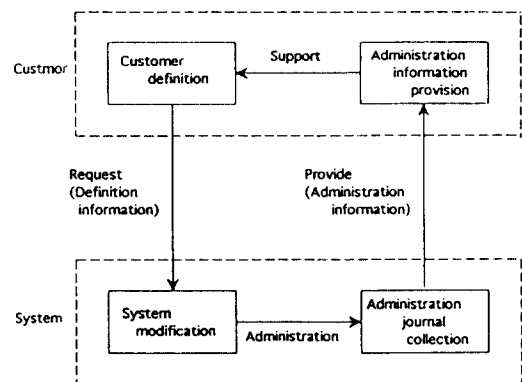 Custmor
Customer
definition
Support
Administration
information
provision
Request
(Definition
information)
Provide
(Administration
information)
System
System
modification
Administration
Administration
journal
collection